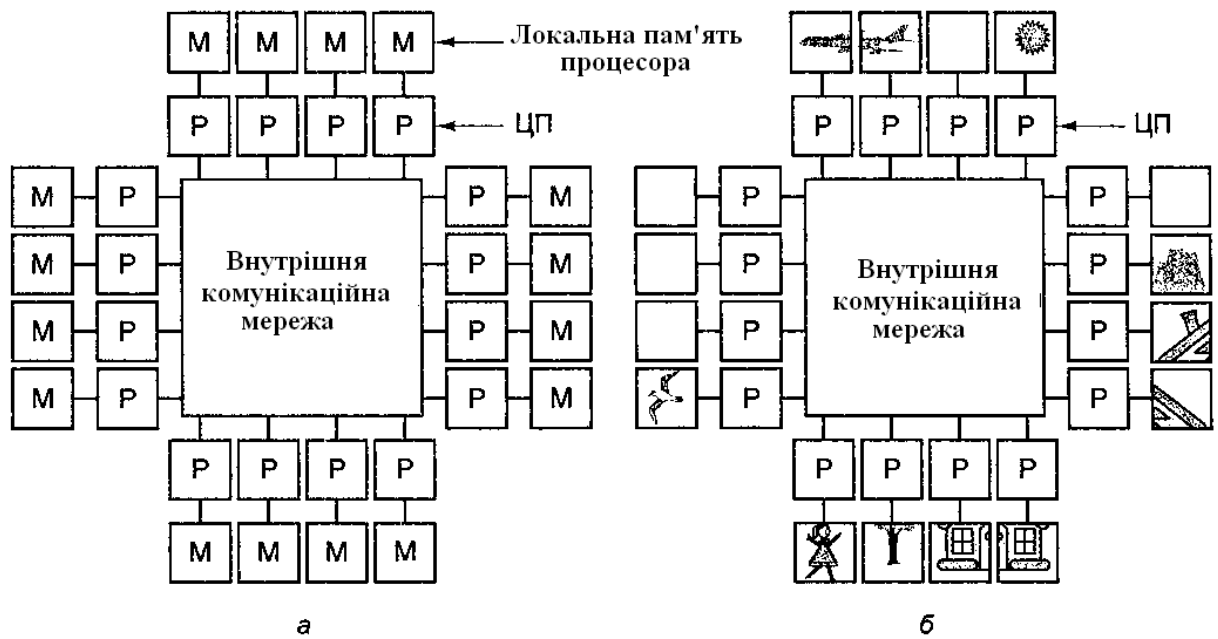 М М М М
Локальна пам'ять
процесора
Р Р Р Р
ЦП
М Р Р М
М Р Р М
М Р Р М
М Р Р М
Внутрішня
комунікаційна
мережа
Р Р Р Р
М М М М
а
Р Р Р Р
ЦП
Р Р
Р Р
Р Р
Р Р
Внутрішня
комунікаційна
мережа
Р Р Р Р
б